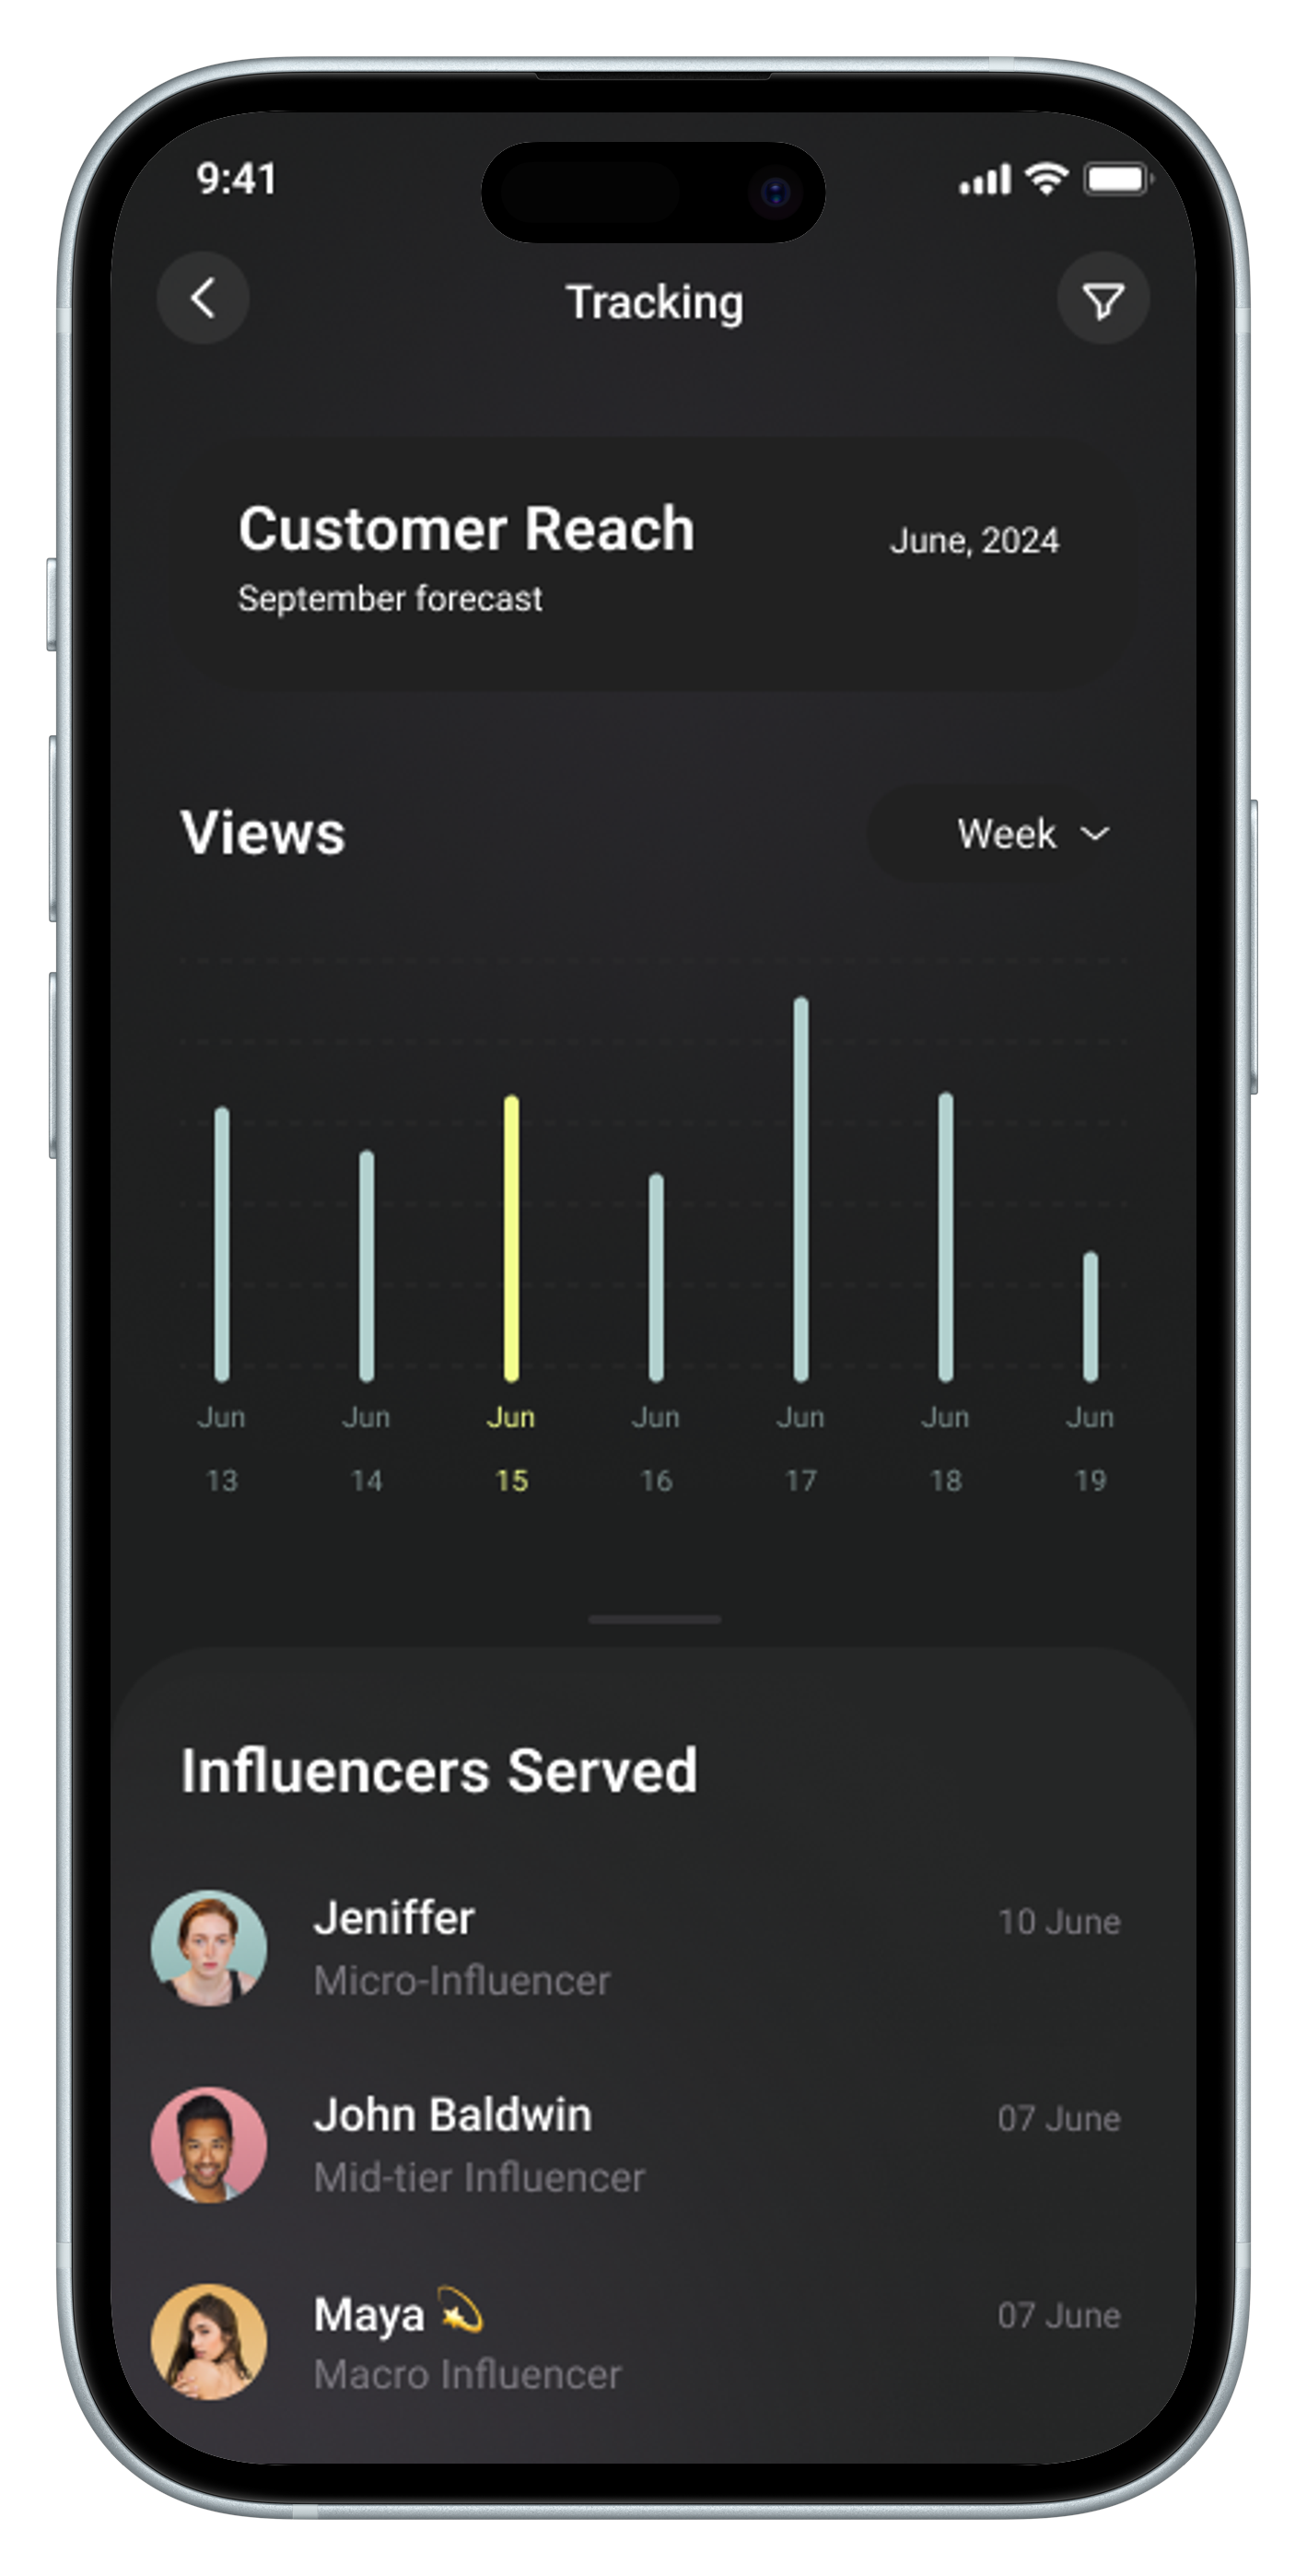 9:41
Tracking
Customer Reach
June, 2024
September forecast
Views
Week
Jun Jun Jun Jun Jun Jun Jun
13 14 15 16 17 18 19
Influencers Served
Jeniffer
10 June
Micro-Influencer
John Baldwin
07 June
Mid-tier Influencer
Maya 💫
07 June
Macro Influencer